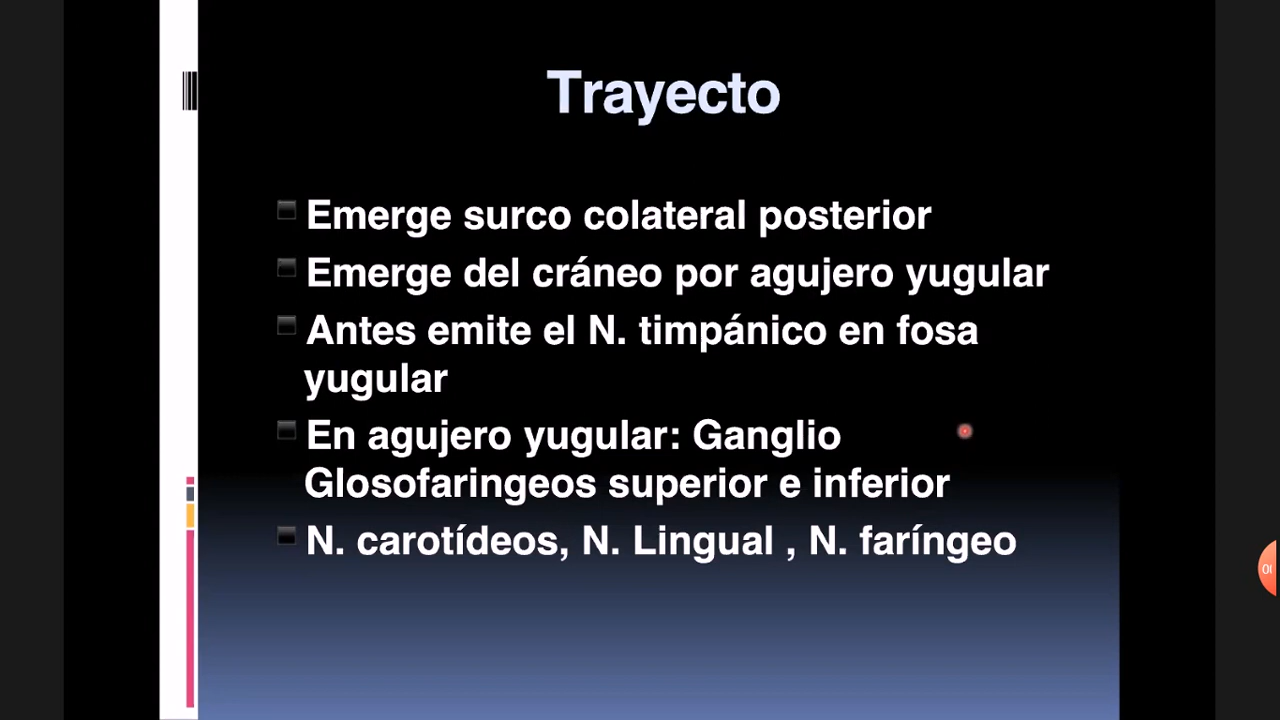 Trayecto
Emerge surco colateral posterior
Emerge del cráneo por agujero yugular
Antes emite el N. timpánico en fosa
yugular
En agujero yugular: Ganglio
Glosofaringeos superior e inferior
N. carotídeos, N. Lingual , N. faríngeo